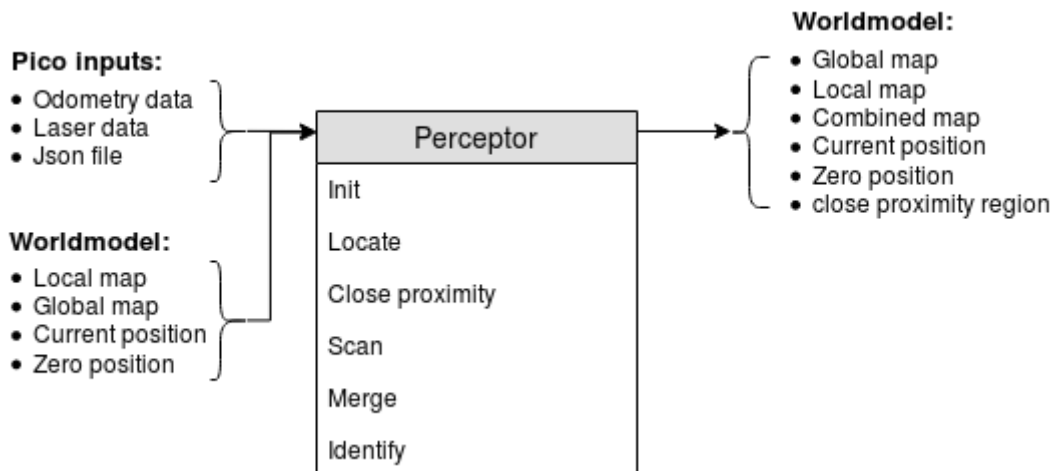 Pico inputs:
• Odometry data
• Laser data
• Json file
Worldmodel:
• Local map
• Global map
• Current position
• Zero position
Perceptor
Init
Locate
Close proximity
Scan
Merge
Identify
Worldmodel:
• Global map
• Local map
• Combined map
• Current position
• Zero position
• close proximity region